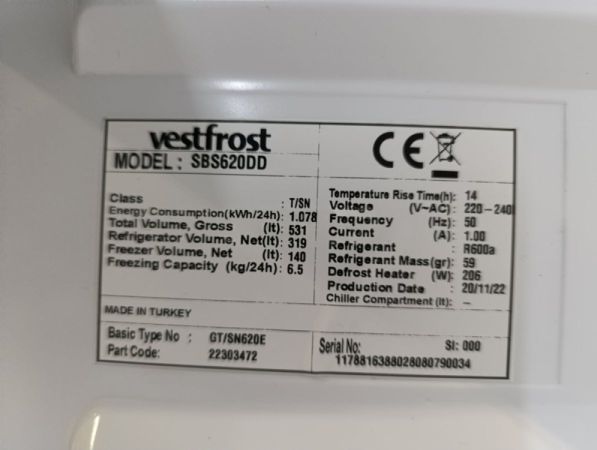 vestfrost
MODEL : SBS620DD
CE
Class : T/SN
Energy Consumption(kWh/24h): 1.078
Total Volume, Gross (lt): 531
Refrigerator Volume, Net(lt): 319
Freezer Volume, Net (lt): 140
Freezing Capacity (kg/24h): 6.5
Temperature Rise Time(h): 14
Voltage (V~AC): 220-240
Frequency (Hz): 50
Current (A): 1.00
Refrigerant : R600a
Refrigerant Mass(gr): 59
Defrost Heater (W): 206
Production Date : 20/11/22
Chiller Compartment (lt): –
MADE IN TURKEY
Basic Type No : GT/SN620E
Part Code: 22303472
Serial No: SI: 000
1178816388028080790034